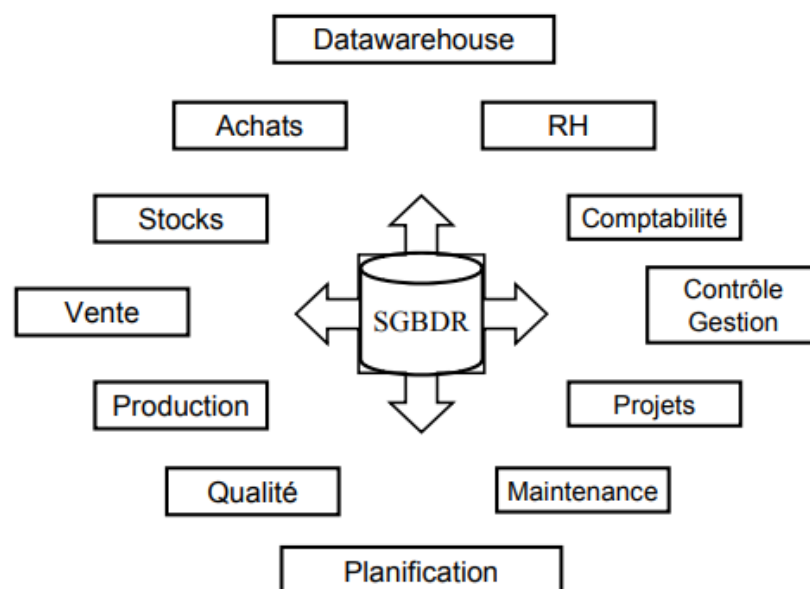 Datawarehouse
Achats
RH
Stocks
Comptabilité
Vente
SGBDR
Contrôle
Gestion
Production
Projets
Qualité
Maintenance
Planification